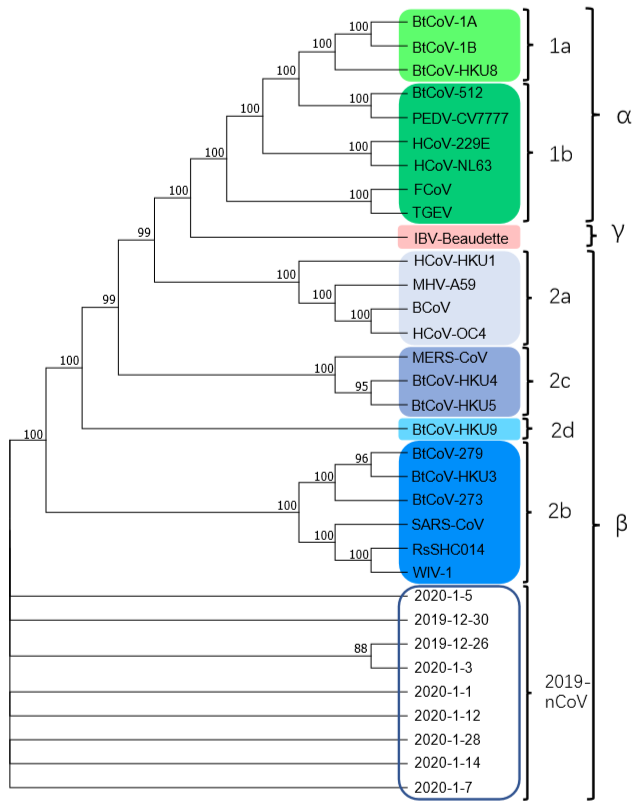 BtCoV-1A
BtCoV-1B
BtCoV-HKU8
1a
BtCoV-512
PEDV-CV7777
HCoV-229E
HCoV-NL63
FCoV
TGEV
1b
α
IBV-Beaudette
γ
HCoV-HKU1
MHV-A59
BCoV
HCoV-OC4
2a
MERS-CoV
BtCoV-HKU4
BtCoV-HKU5
2c
BtCoV-HKU9
2d
BtCoV-279
BtCoV-HKU3
BtCoV-273
SARS-CoV
RsSHC014
WIV-1
2b
β
2020-1-5
2019-12-30
2019-12-26
2020-1-3
2020-1-1
2020-1-12
2020-1-28
2020-1-14
2020-1-7
2019-
nCoV
100
100
100
100
100
100
100
100
100
99
100
100
100
99
100
95
100
96
100
100
100
100
100
88